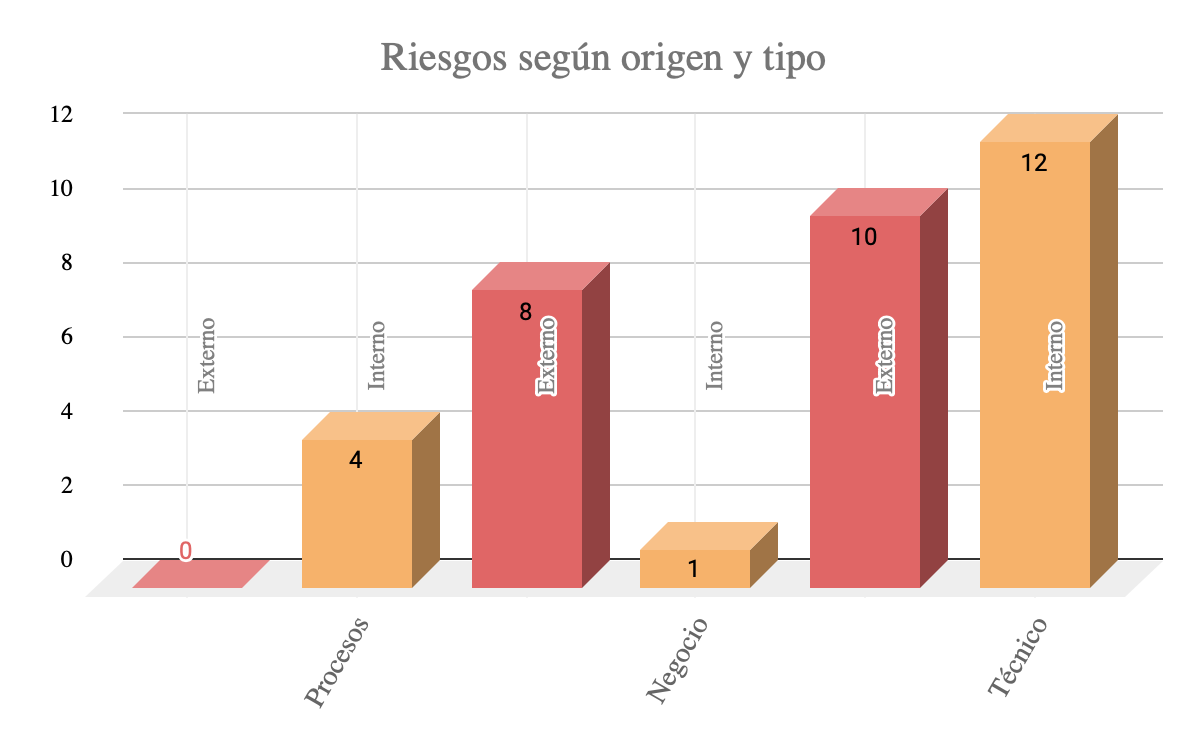 Riesgos según origen y tipo
12
10
8
6
4
2
0
0
4
8
1
10
12
Externo
Interno
Externo
Interno
Externo
Interno
Procesos
Negocio
Técnico